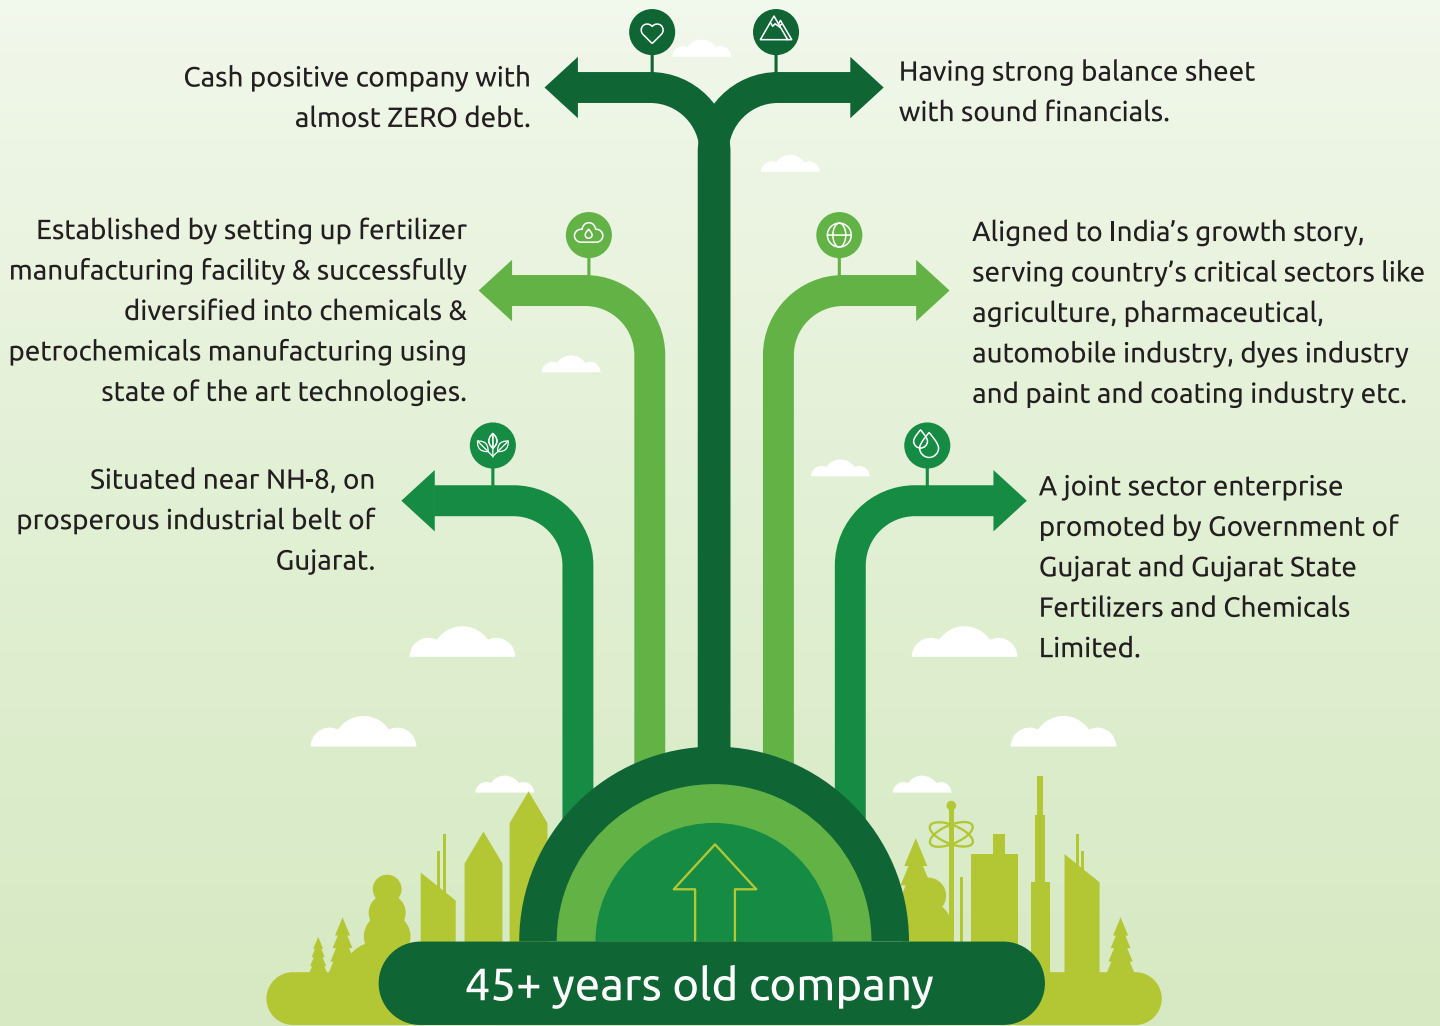 Cash positive company with
almost ZERO debt.
Having strong balance sheet
with sound financials.
Established by setting up fertilizer
manufacturing facility & successfully
diversified into chemicals &
petrochemicals manufacturing using
state of the art technologies.
Aligned to India’s growth story,
serving country’s critical sectors like
agriculture, pharmaceutical,
automobile industry, dyes industry
and paint and coating industry etc.
Situated near NH-8, on
prosperous industrial belt of
Gujarat.
A joint sector enterprise
promoted by Government of
Gujarat and Gujarat State
Fertilizers and Chemicals
Limited.
45+ years old company